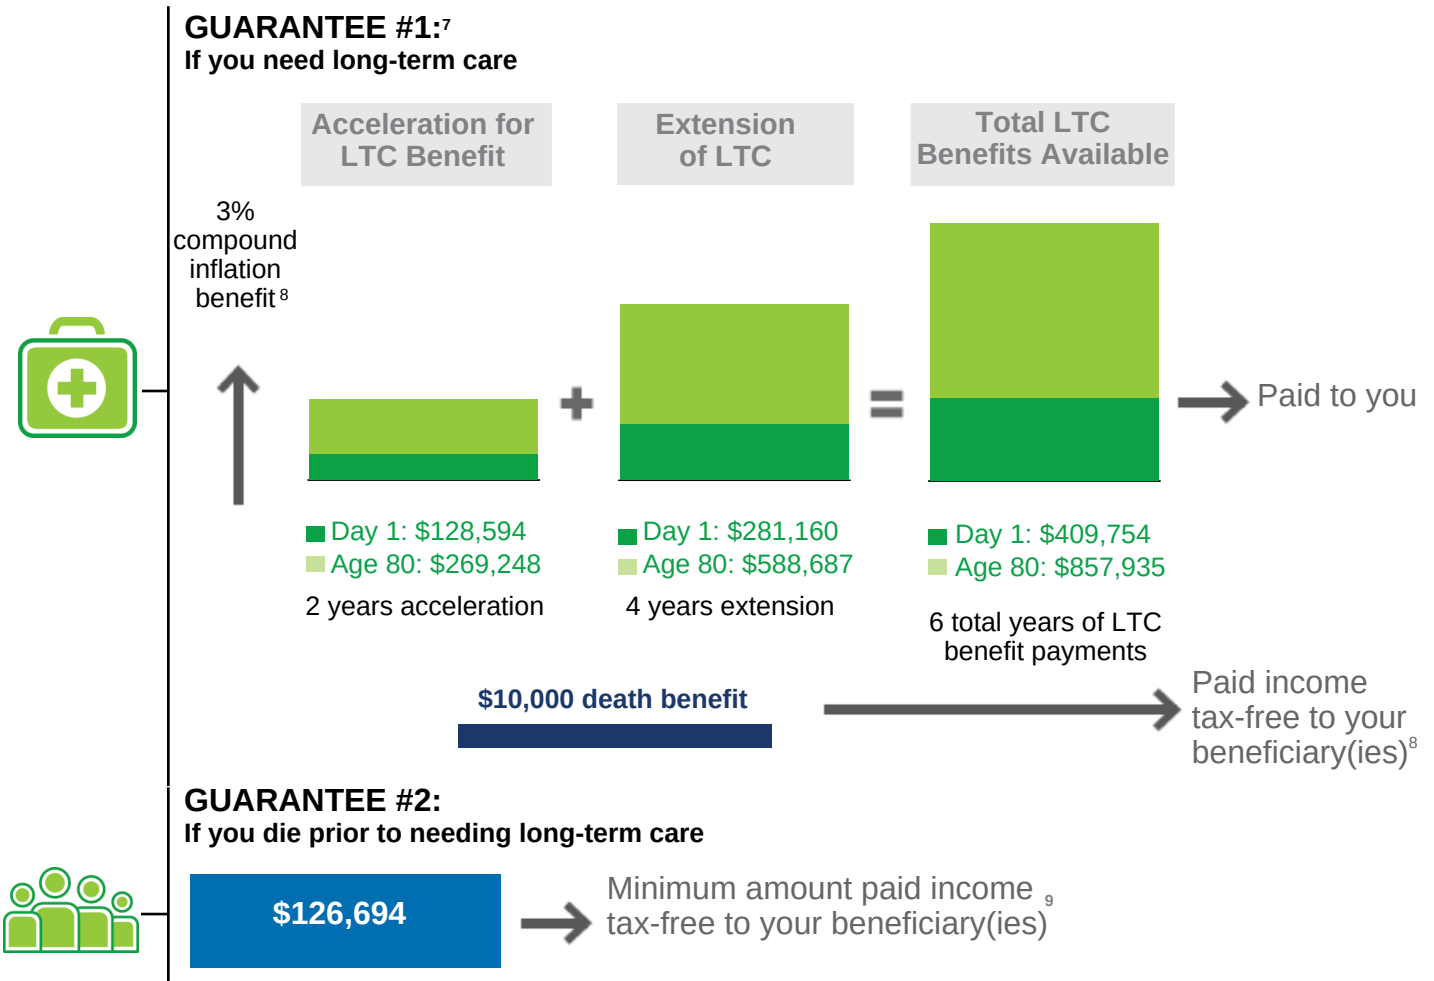 GUARANTEE #1:7
If you need long-term care
Acceleration for
LTC Benefit
Extension
of LTC
Total LTC
Benefits Available
3%
compound
inflation
benefit 8
Paid to you
Day 1: $128,594
Age 80: $269,248
2 years acceleration
Day 1: $281,160
Age 80: $588,687
4 years extension
Day 1: $409,754
Age 80: $857,935
6 total years of LTC
benefit payments
$10,000 death benefit
Paid income
tax-free to your
beneficiary(ies)8
GUARANTEE #2:
If you die prior to needing long-term care
$126,694
Minimum amount paid income
tax-free to your beneficiary(ies)9